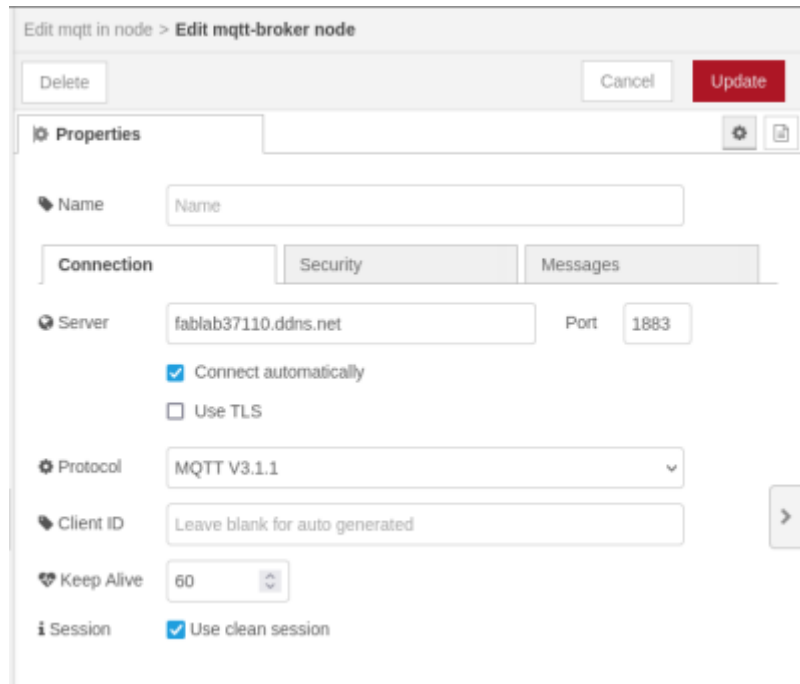 Edit mqtt in node > Edit mqtt-broker node
Delete Cancel Update
Properties
Name Name
Connection Security Messages
Server fablab37110.ddns.net Port 1883
Connect automatically
Use TLS
Protocol MQTT V3.1.1
Client ID Leave blank for auto generated
Keep Alive 60
Session Use clean session